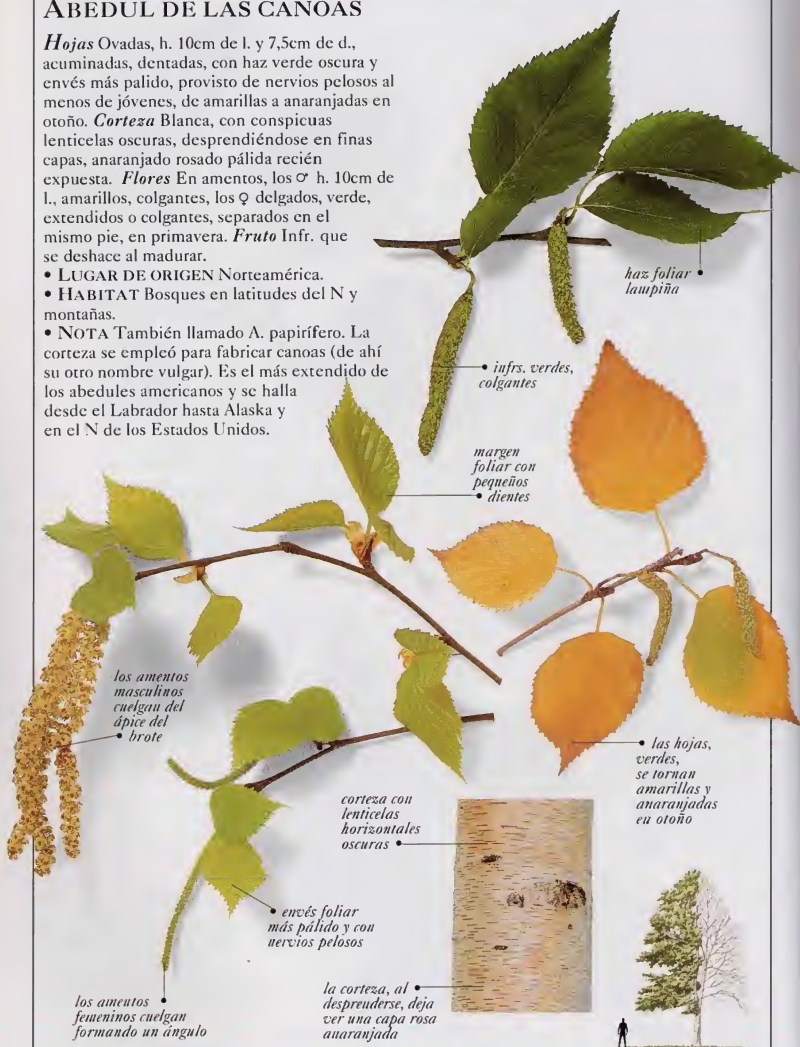 ABEDUL DE LAS CANOAS
Hojas Ovadas, h. 10cm de l. y 7,5cm de d.,
acuminadas, dentadas, con haz verde oscura y
envés más palido, provisto de nervios pelosos al
menos de jóvenes, de amarillas a anaranjadas en
otoño. Corteza Blanca, con conspicuas
lenticelas oscuras, desprendiéndose en finas
capas, anaranjado rosado pálida recién
expuesta. Flores En amentos, los ♂ h. 10cm de
l., amarillos, colgantes, los ♀ delgados, verde,
extendidos o colgantes, separados en el
mismo pie, en primavera. Fruto Infr. que
se deshace al madurar.
• LUGAR DE ORIGEN Norteamérica.
• HABITAT Bosques en latitudes del N y
montañas.
• NOTA También llamado A. papirífero. La
corteza se empleó para fabricar canoas (de ahí
su otro nombre vulgar). Es el más extendido de
los abedules americanos y se halla
desde el Labrador hasta Alaska y
en el N de los Estados Unidos.
haz foliar
lampiña
infrs. verdes,
colgantes
margen
foliar con
pequeños
dientes
los amentos
masculinos
cuelgan del
ápice del
brote
las hojas,
verdes,
se tornan
amarillas y
anaranjadas
en otoño
corteza con
lenticelas
horizontales
oscuras
envés foliar
más pálido y con
nervios pelosos
los amentos
femeninos cuelgan
formando un ángulo
la corteza, al
desprenderse, deja
ver una capa rosa
anaranjada